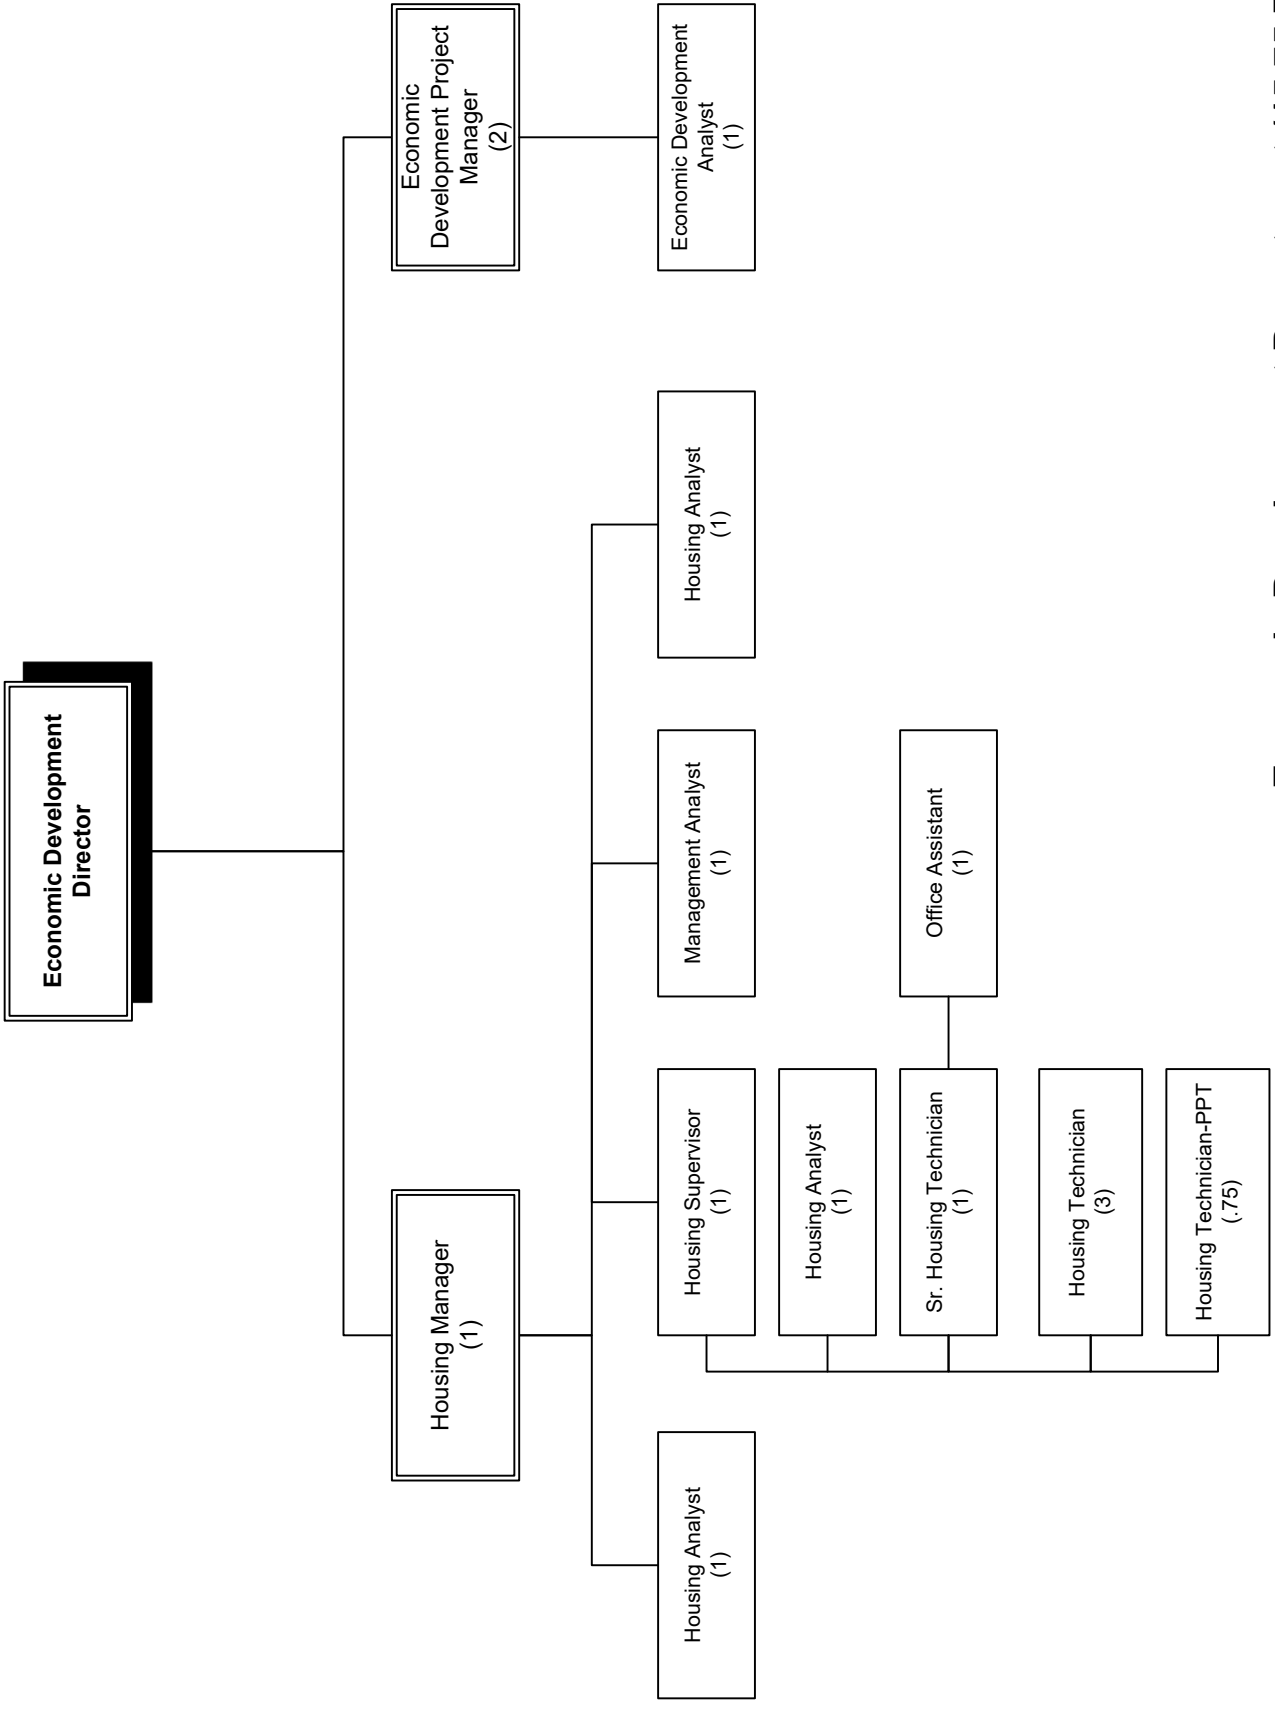 Economic Development
Director
Housing Manager
(1)
Economic
Development Project
Manager
(2)
Housing Analyst
(1)
Housing Supervisor
(1)
Management Analyst
(1)
Housing Analyst
(1)
Economic Development
Analyst
(1)
Housing Analyst
(1)
Sr. Housing Technician
(1)
Office Assistant
(1)
Housing Technician
(3)
Housing Technician-PPT
(.75)